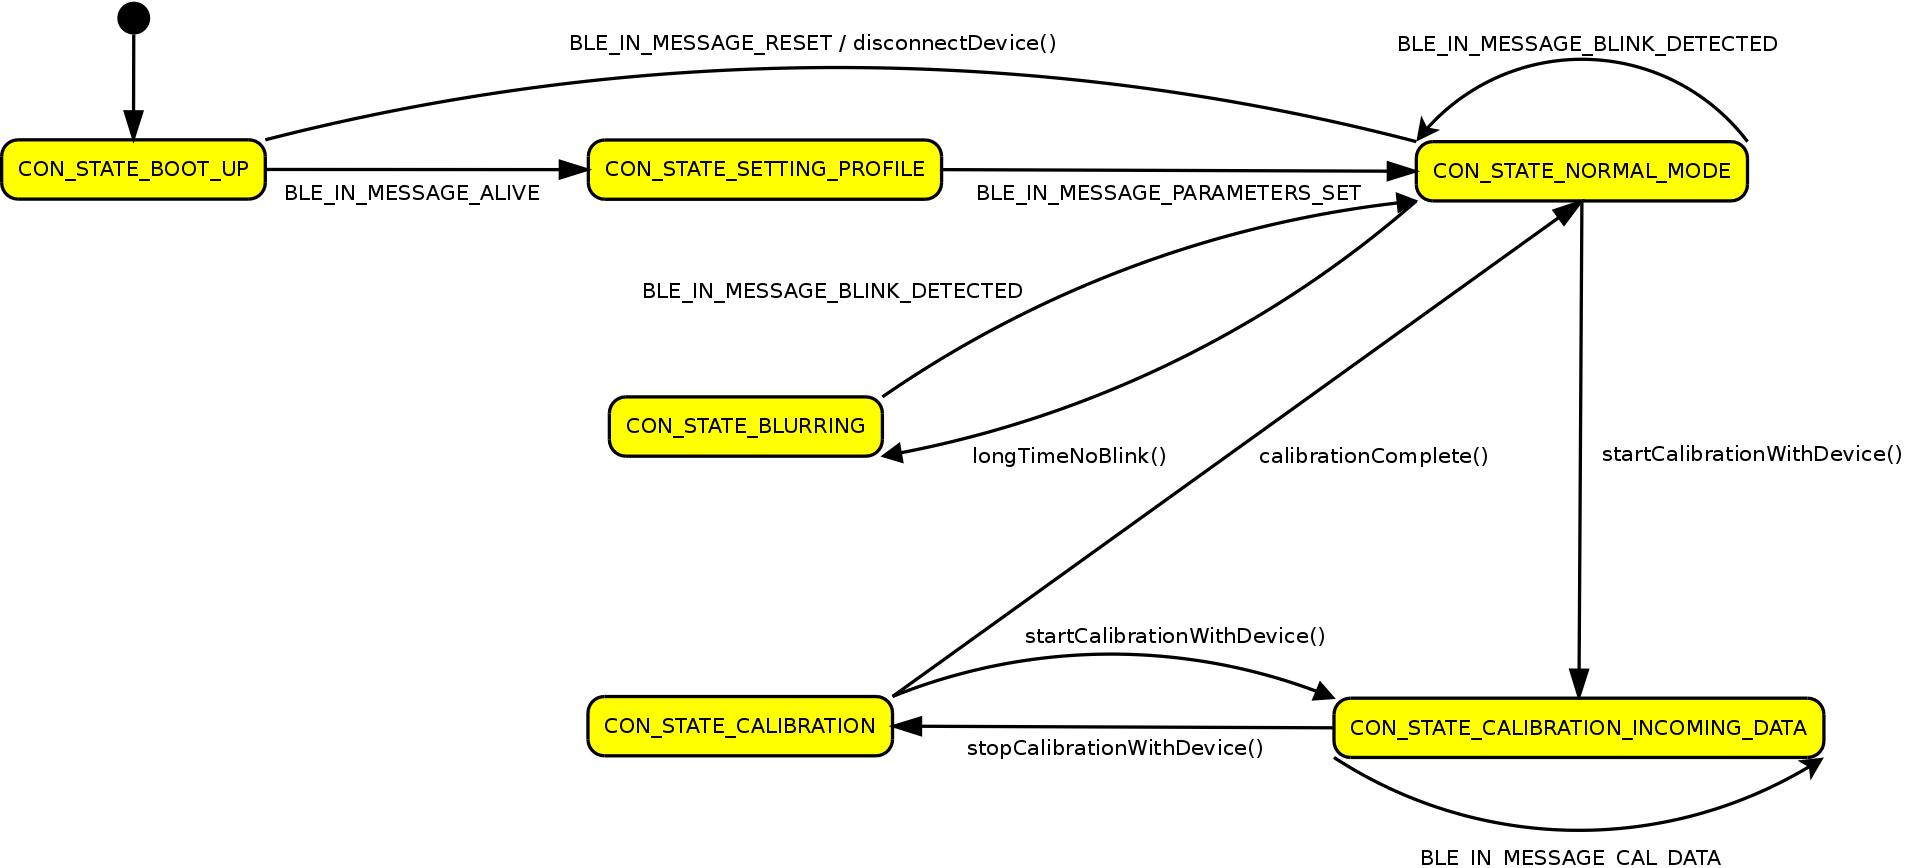 BLE_IN_MESSAGE_RESET / disconnectDevice()
BLE_IN_MESSAGE_BLINK_DETECTED
CON_STATE_BOOT_UP
BLE_IN_MESSAGE_ALIVE
CON_STATE_SETTING_PROFILE
BLE_IN_MESSAGE_PARAMETERS_SET
CON_STATE_NORMAL_MODE
BLE_IN_MESSAGE_BLINK_DETECTED
CON_STATE_BLURRING
longTimeNoBlink()
calibrationComplete()
startCalibrationWithDevice()
startCalibrationWithDevice()
CON_STATE_CALIBRATION
stopCalibrationWithDevice()
CON_STATE_CALIBRATION_INCOMING_DATA
BLE_IN_MESSAGE_CAL_DATA